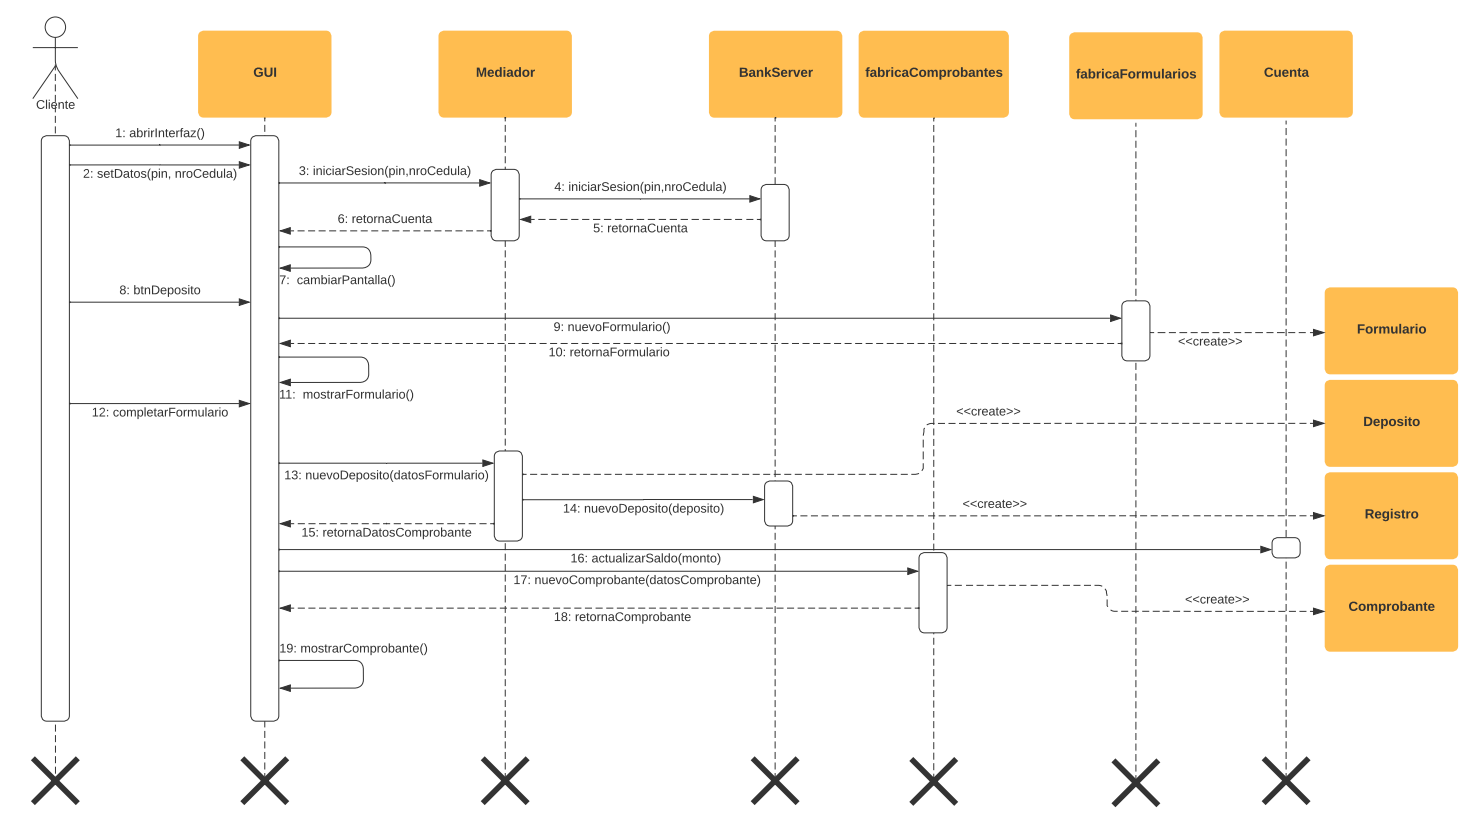 GUI
Mediador
BankServer
fabricaComprobantes
fabricaFormularios
Cuenta
Cliente
1: abrirInterfaz()
2: setDatos(pin, nroCedula)
3: iniciarSesion(pin,nroCedula)
4: iniciarSesion(pin,nroCedula)
5: retornaCuenta
6: retornaCuenta
7: cambiarPantalla()
8: btnDeposito
9: nuevoFormulario()
<<create>>
Formulario
10: retornaFormulario
11: mostrarFormulario()
12: completarFormulario
<<create>>
Deposito
13: nuevoDeposito(datosFormulario)
14: nuevoDeposito(deposito)
<<create>>
Registro
15: retornaDatosComprobante
16: actualizarSaldo(monto)
17: nuevoComprobante(datosComprobante)
<<create>>
Comprobante
18: retornaComprobante
19: mostrarComprobante()